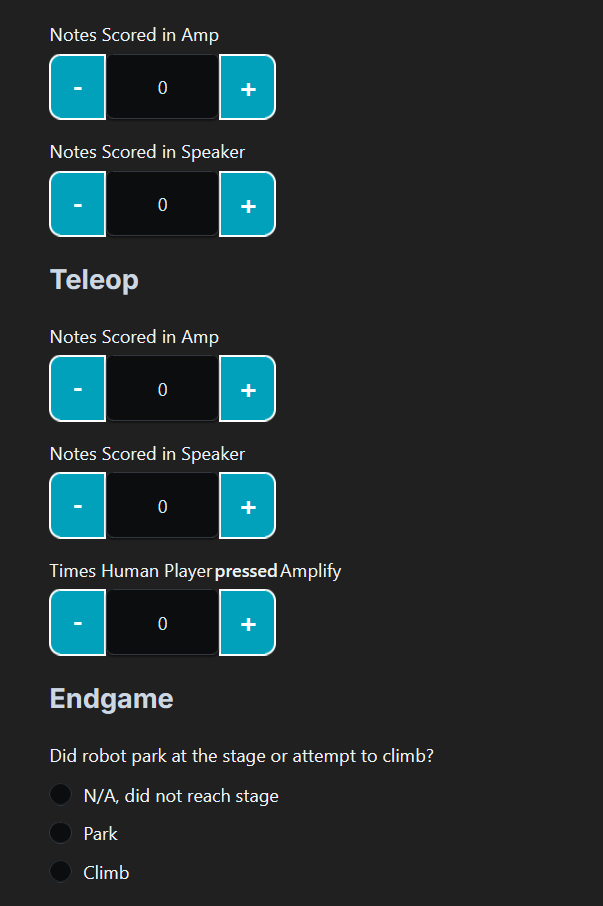 Notes Scored in Amp
- 0 +
Notes Scored in Speaker
- 0 +
Teleop
Notes Scored in Amp
- 0 +
Notes Scored in Speaker
- 0 +
Times Human Player pressed Amplify
- 0 +
Endgame
Did robot park at the stage or attempt to climb?
N/A, did not reach stage
Park
Climb